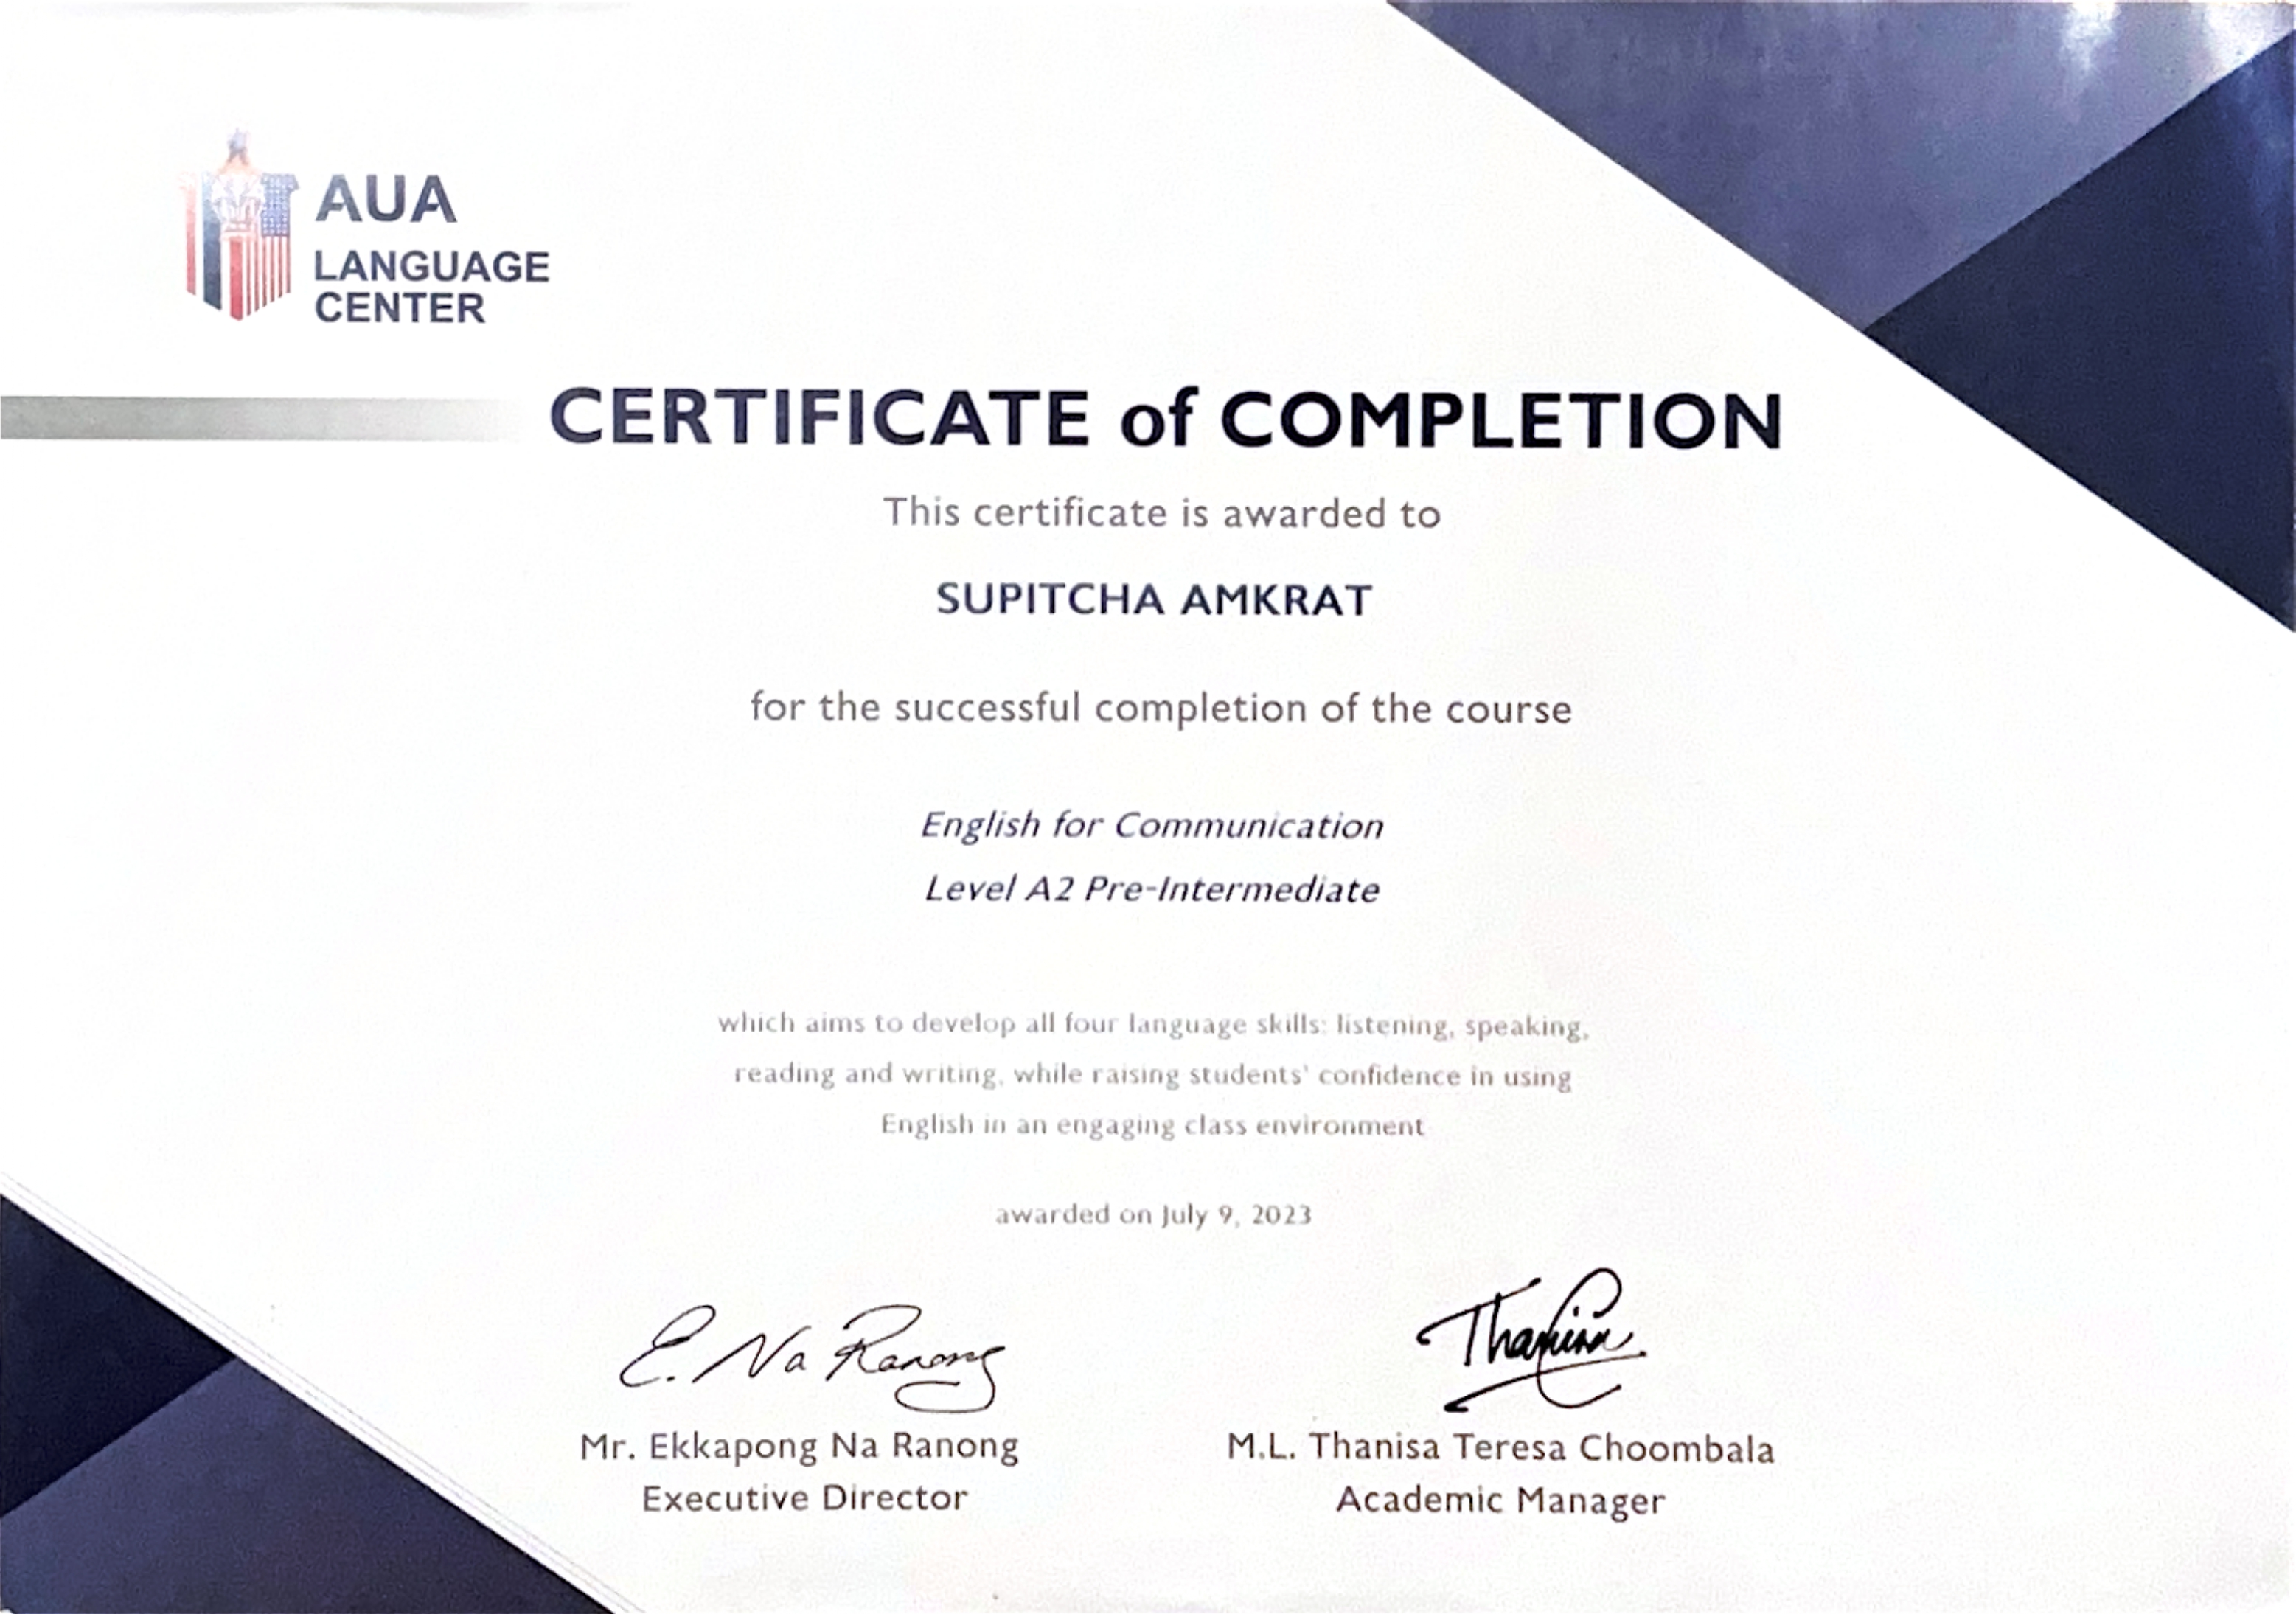 AUA
LANGUAGE
CENTER
CERTIFICATE of COMPLETION
This certificate is awarded to
SUPITCHA AMKRAT
for the successful completion of the course
English for Communication
Level A2 Pre-Intermediate
which aims to develop all four language skills: listening, speaking,
reading and writing, while raising students' confidence in using
English in an engaging class environment
awarded on July 9, 2023
E. Na Ranong
Thanisa
Mr. Ekkapong Na Ranong
Executive Director
M.L. Thanisa Teresa Choombala
Academic Manager